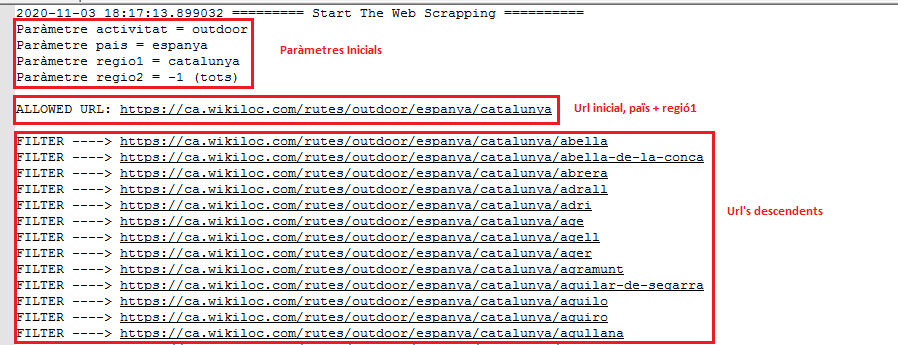 2020-11-03 18:17:13.899032 ========= Start The Web Scrapping ==========
Paràmetre activitat = outdoor
Paràmetre pais = espanya
Paràmetre regio1 = catalunya
Paràmetre regio2 = -1 (tots)
Paràmetres Inicials
ALLOWED URL: https://ca.wikiloc.com/rutes/outdoor/espanya/catalunya
Url inicial, païs + regió1
FILTER ----> https://ca.wikiloc.com/rutes/outdoor/espanya/catalunya/abella
FILTER ----> https://ca.wikiloc.com/rutes/outdoor/espanya/catalunya/abella-de-la-conca
FILTER ----> https://ca.wikiloc.com/rutes/outdoor/espanya/catalunya/abrera
FILTER ----> https://ca.wikiloc.com/rutes/outdoor/espanya/catalunya/adrall
FILTER ----> https://ca.wikiloc.com/rutes/outdoor/espanya/catalunya/adri
FILTER ----> https://ca.wikiloc.com/rutes/outdoor/espanya/catalunya/age
FILTER ----> https://ca.wikiloc.com/rutes/outdoor/espanya/catalunya/agell
FILTER ----> https://ca.wikiloc.com/rutes/outdoor/espanya/catalunya/ager
FILTER ----> https://ca.wikiloc.com/rutes/outdoor/espanya/catalunya/agramunt
FILTER ----> https://ca.wikiloc.com/rutes/outdoor/espanya/catalunya/aguilar-de-segarra
FILTER ----> https://ca.wikiloc.com/rutes/outdoor/espanya/catalunya/aguilo
FILTER ----> https://ca.wikiloc.com/rutes/outdoor/espanya/catalunya/aguiro
FILTER ----> https://ca.wikiloc.com/rutes/outdoor/espanya/catalunya/agullana
Url's descendents